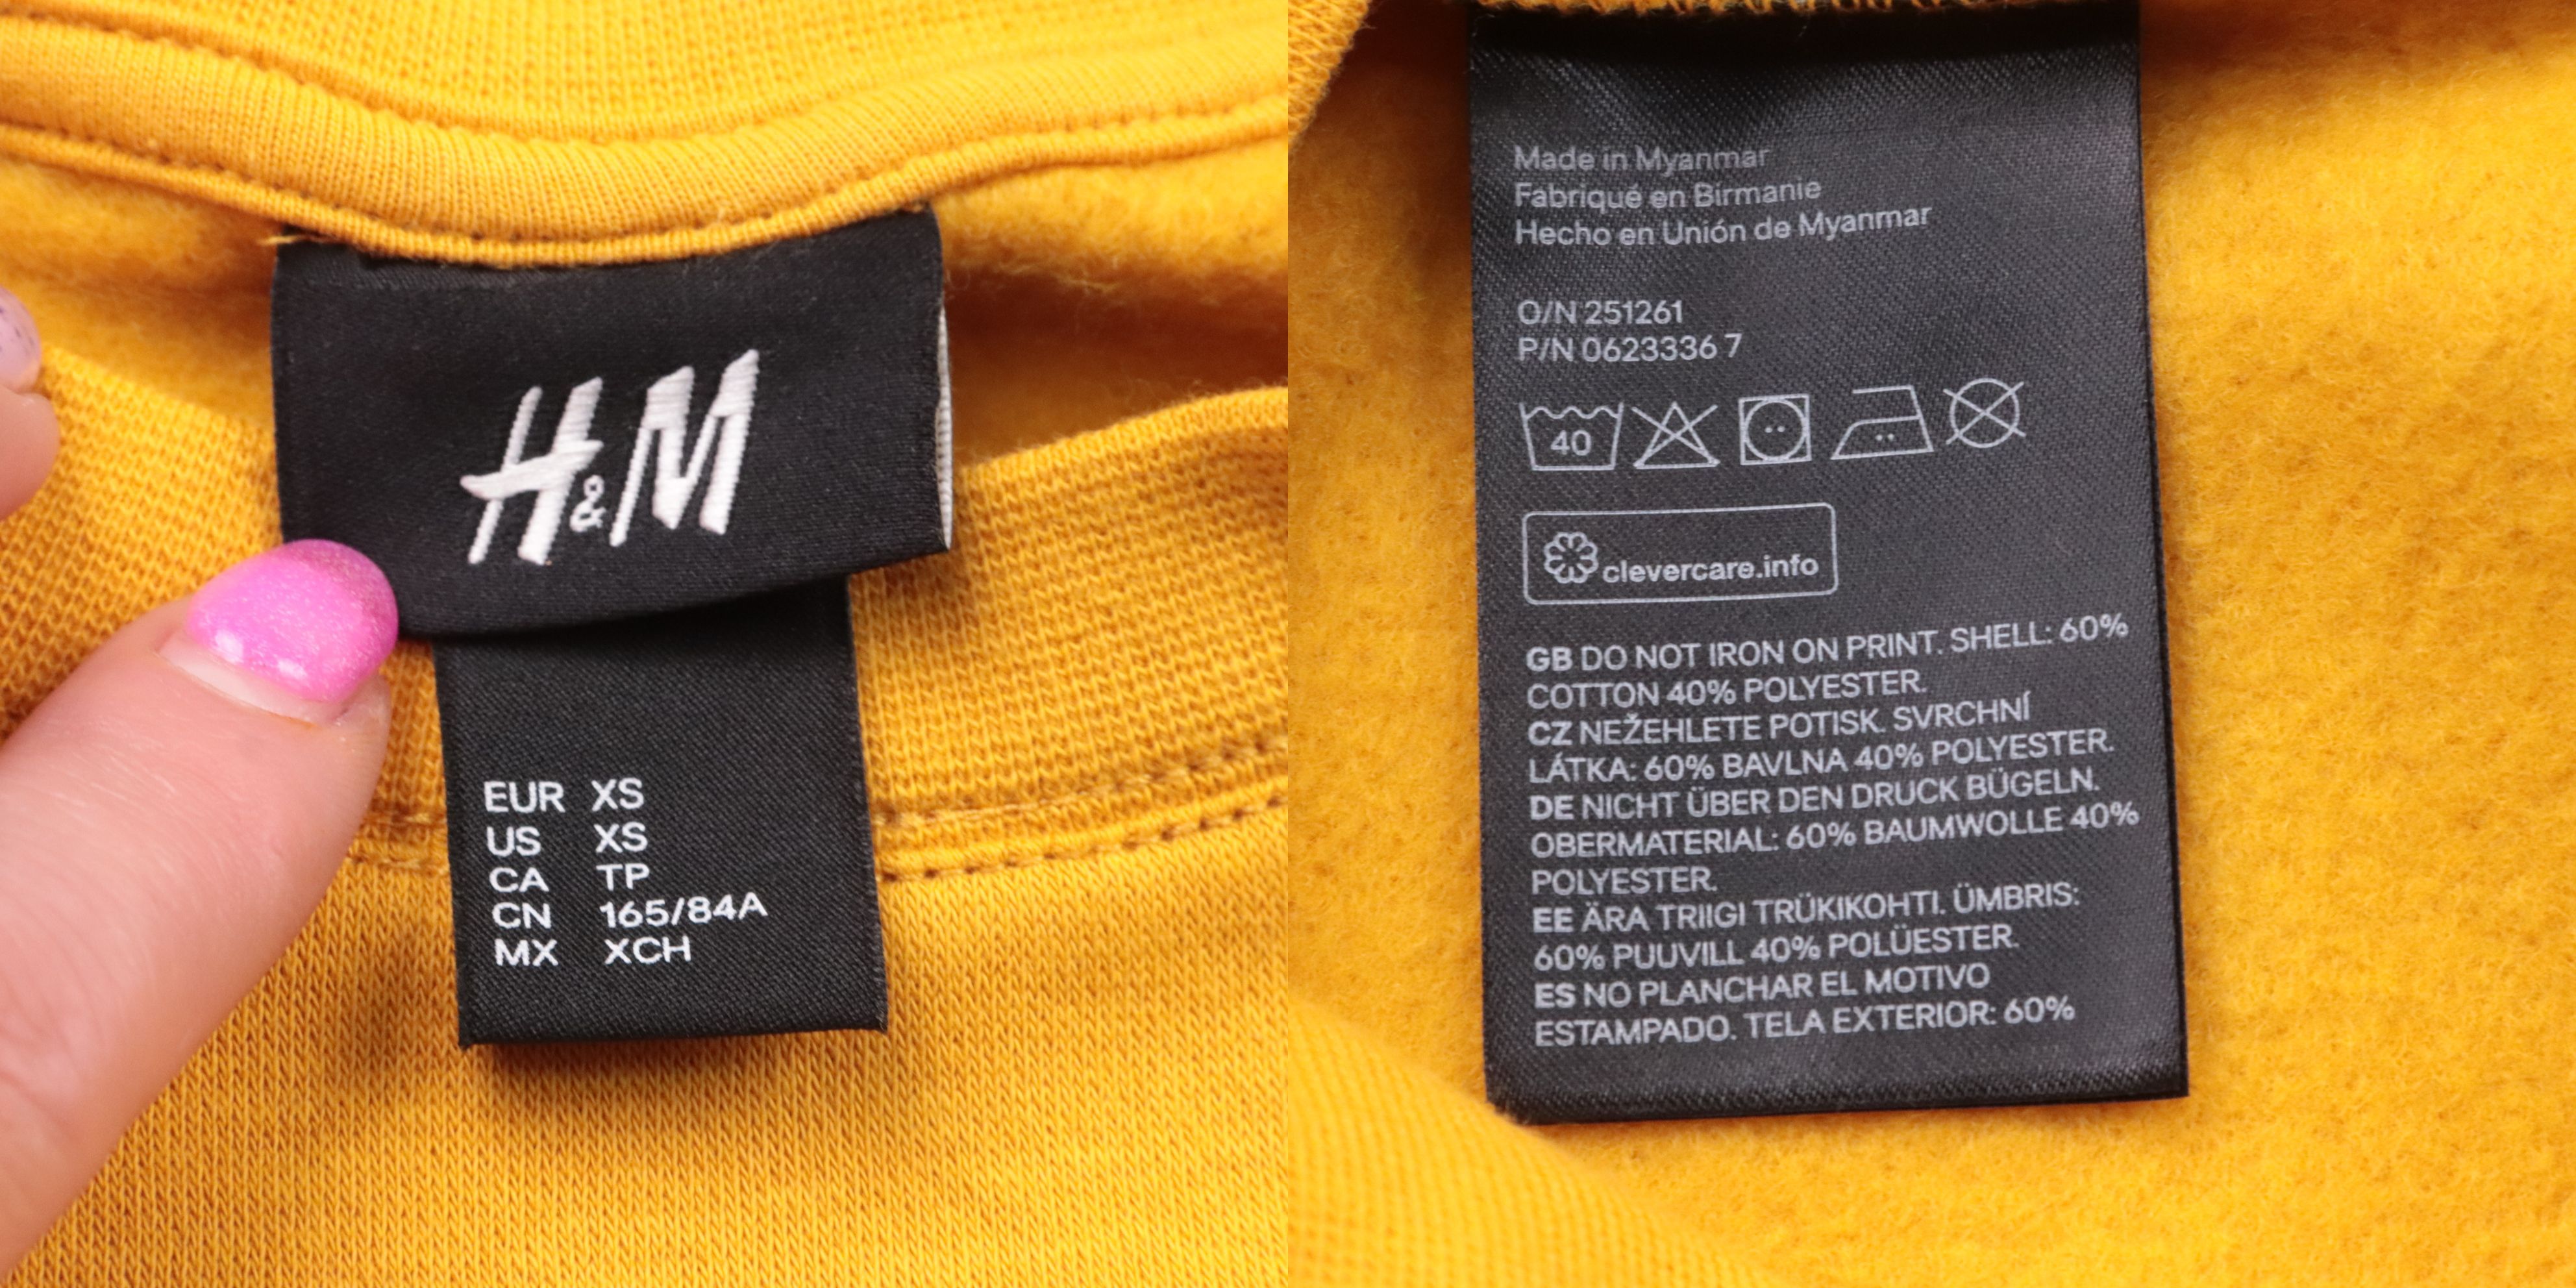 H&M
EUR XS
US XS
CA TP
CN 165/84A
MX XCH
Made in Myanmar
Fabriqué en Birmanie
Hecho en Unión de Myanmar
O/N 251261
P/N 0623336 7
40
clevercare.info
GB DO NOT IRON ON PRINT. SHELL: 60%
COTTON 40% POLYESTER.
CZ NEŽEHLETE POTISK. SVRCHNÍ
LÁTKA: 60% BAVLNA 40% POLYESTER.
DE NICHT ÜBER DEN DRUCK BÜGELN.
OBERMATERIAL: 60% BAUMWOLLE 40%
POLYESTER.
EE ÄRA TRIIGI TRÜKIKOHTI. ÜMBRIS:
60% PUUVILL 40% POLÜESTER.
ES NO PLANCHAR EL MOTIVO
ESTAMPADO. TELA EXTERIOR: 60%